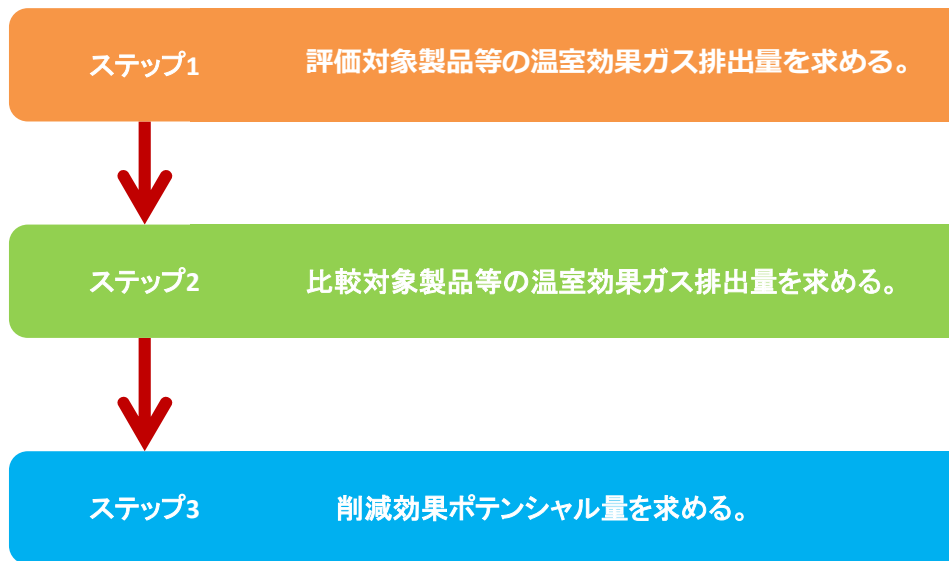 ステップ1
評価対象製品等の温室効果ガス排出量を求める。
ステップ2
比較対象製品等の温室効果ガス排出量を求める。
ステップ3
削減効果ポテンシャル量を求める。